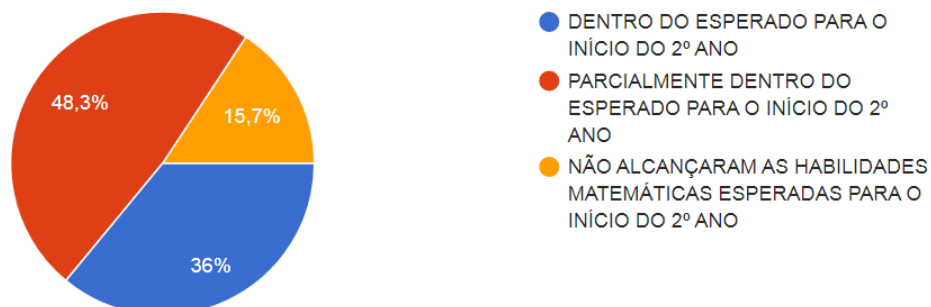 48,3%
15,7%
36%
DENTRO DO ESPERADO PARA O
INÍCIO DO 2º ANO
PARCIALMENTE DENTRO DO
ESPERADO PARA O INÍCIO DO 2º
ANO
NÃO ALCANÇARAM AS HABILIDADES
MATEMÁTICAS ESPERADAS PARA O
INÍCIO DO 2º ANO